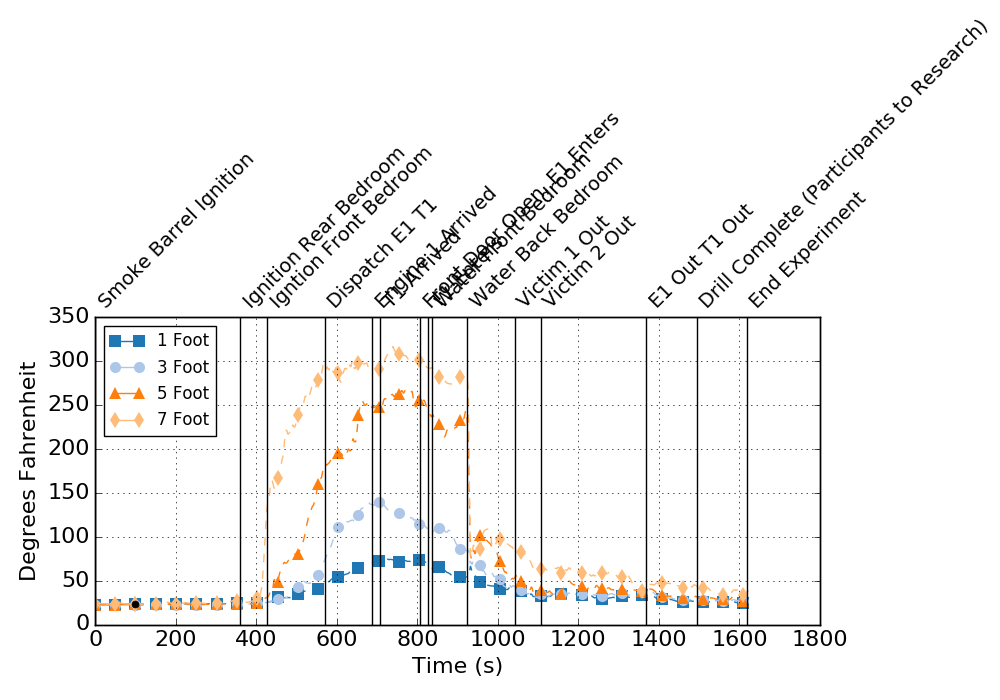 Smoke Barrel Ignition
Ignition Rear Bedroom
Igntion Front Bedroom
Dispatch E1 T1
Engine 1 Arrived
T1 Arrived
Front Door Open, E1 Enters
Water Front Bedroom
Water Back Bedroom
Victim 1 Out
Victim 2 Out
E1 Out T1 Out
Drill Complete (Participants to Research)
End Experiment
350
300
250
200
150
100
50
0
Degrees Fahrenheit
1 Foot
3 Foot
5 Foot
7 Foot
0 200 400 600 800 1000 1200 1400 1600 1800
Time (s)